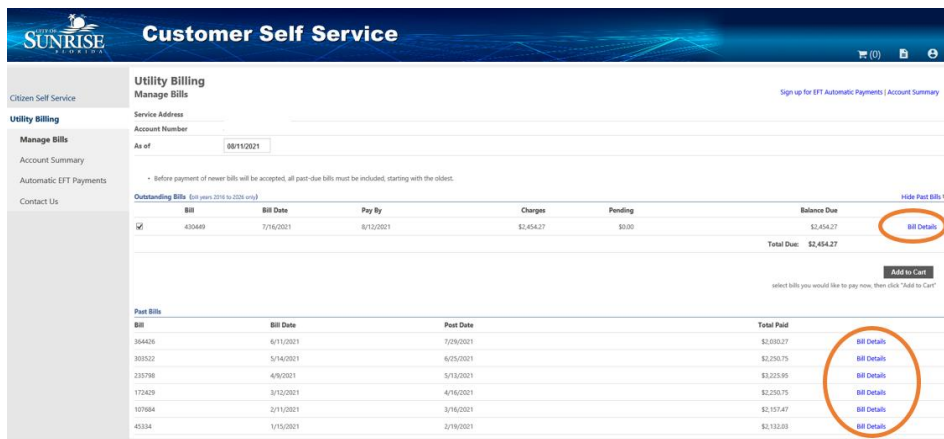 CITY OF
SUNRISE
FLORIDA
Customer Self Service
(0)
Citizen Self Service
Utility Billing
Manage Bills
Account Summary
Automatic EFT Payments
Contact Us
Utility Billing
Manage Bills
Sign up for EFT Automatic Payments | Account Summary
Service Address
Account Number
As of 08/11/2021
• Before payment of newer bills will be accepted, all past-due bills must be included, starting with the oldest.
Outstanding Bills (bill years 2016 to 2026 only) Hide Past Bills
Bill Bill Date Pay By Charges Pending Balance Due
430449 7/16/2021 8/12/2021 $2,454.27 $0.00 $2,454.27 Bill Details
Total Due: $2,454.27
Add to Cart
select bills you would like to pay now, then click "Add to Cart"
Past Bills
Bill Bill Date Post Date Total Paid
364426 6/11/2021 7/29/2021 $2,030.27 Bill Details
303522 5/14/2021 6/25/2021 $2,250.75 Bill Details
235798 4/9/2021 5/13/2021 $3,225.95 Bill Details
172429 3/12/2021 4/16/2021 $2,250.75 Bill Details
107684 2/11/2021 3/16/2021 $2,157.47 Bill Details
45334 1/15/2021 2/19/2021 $2,132.03 Bill Details